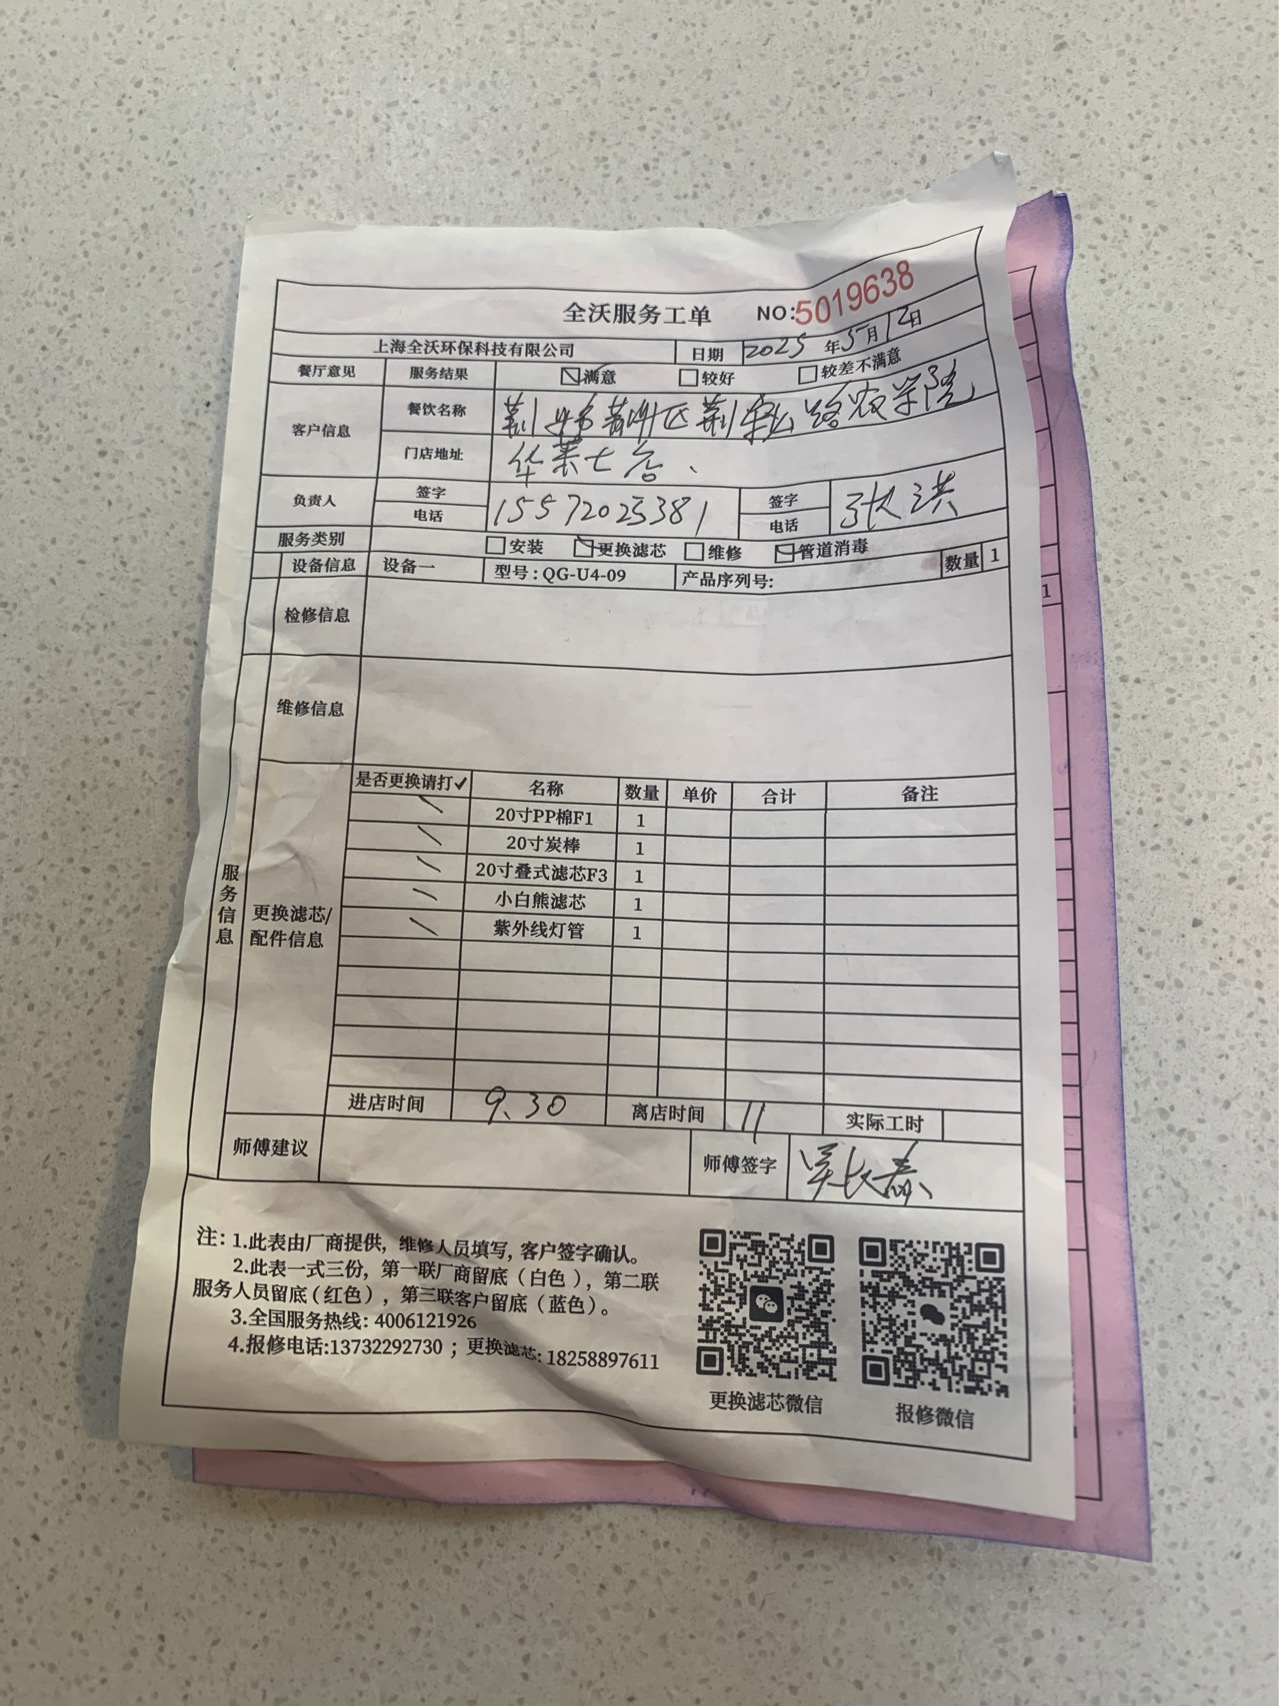 全沃服务工单 NO:5019638
上海全沃环保科技有限公司 日期 2025年5月12日
餐厅意见 服务结果 满意 较好 较差不满意
客户信息 餐饮名称 荆州市荆州区荆秘路农学院
门店地址 华莱士店、
负责人 签字 电话 15572025381 签字 电话 张洪
服务类别 安装 更换滤芯 维修 管道消毒
设备信息 设备一 型号:QG-U4-09 产品序列号: 数量 1
检修信息
维修信息
服务信息
更换滤芯/配件信息
是否更换请打✓ 名称 数量 单价 合计 备注
20寸PP棉F1 1
20寸炭棒 1
20寸叠式滤芯F3 1
小白熊滤芯 1
紫外线灯管 1
进店时间 9.30 离店时间 11 实际工时
师傅建议 师傅签字 吴长泰
注:1.此表由厂商提供,维修人员填写,客户签字确认。
2.此表一式三份,第一联厂商留底(白色),第二联
服务人员留底(红色),第三联客户留底(蓝色)。
3.全国服务热线:4006121926
4.报修电话:13732292730;更换滤芯:18258897611
更换滤芯微信 报修微信
1